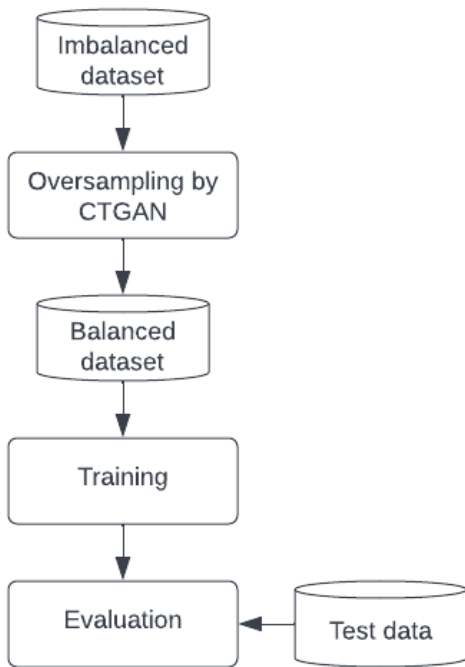 Imbalanced
dataset
Oversampling by
CTGAN
Balanced
dataset
Training
Evaluation
Test data